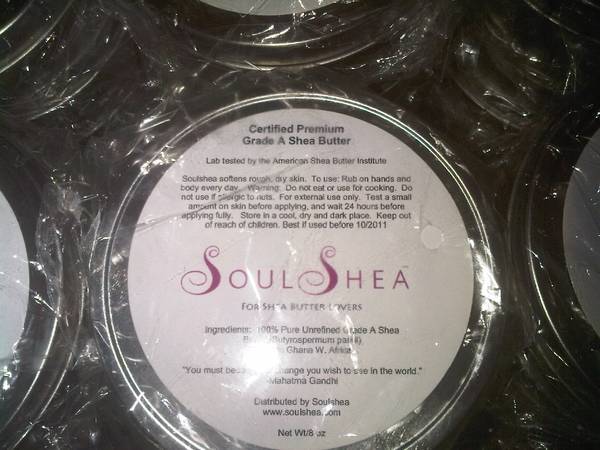 Certified Premium
Grade A Shea Butter
Lab tested by the American Shea Butter Institute
Soulshea softens rough, dry skin. To use: Rub on hands and
body every day. Warning: Do not eat or use for cooking. Do
not use if allergic to nuts. For external use only. Test a small
amount on skin before applying, and wait 24 hours before
applying fully. Store in a cool, dry and dark place. Keep out
of reach of children. Best if used before 10/2011
SOULSHEA™
FOR SHEA BUTTER LOVERS
Ingredients: 100% Pure Unrefined Grade A Shea
(Butyrospermum parkii)
Ghana W. Africa
"You must change you wish to see in the world."
-Mahatma Gandhi
Distributed by Soulshea
www.soulshea.com
Net Wt/8 oz